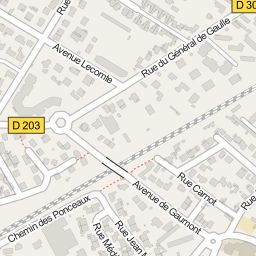 D 30
Rue
Rue du Général de Gaulle
Avenue Lecomte
D 203
Rue Carnot
Avenue de Gaumont
Chemin des Ponceaux
Rue Jean M
Rue Méd